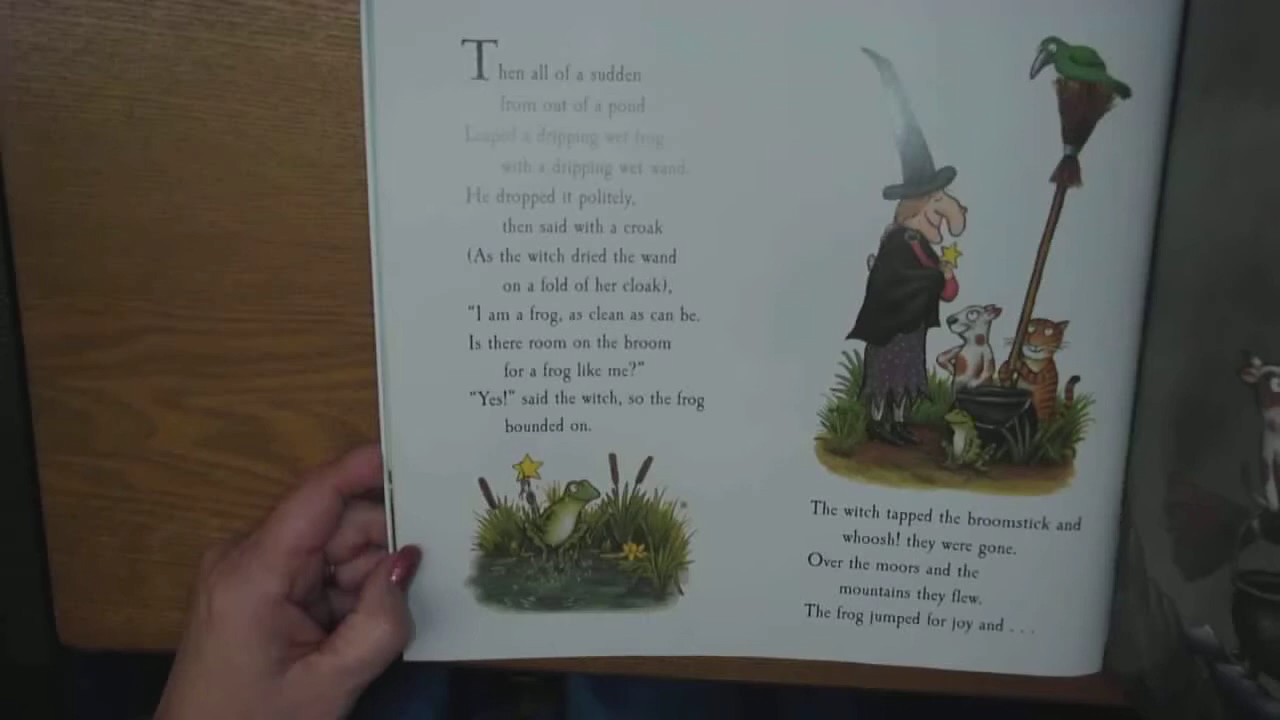 Then all of a sudden
from out of a pond
Leaped a dripping wet frog
with a dripping wet wand.
He dropped it politely,
then said with a croak
(As the witch dried the wand
on a fold of her cloak),
"I am a frog, as clean as can be.
Is there room on the broom
for a frog like me?"
"Yes!" said the witch, so the frog
bounded on.
The witch tapped the broomstick and
whoosh! they were gone.
Over the moors and the
mountains they flew.
The frog jumped for joy and . . .